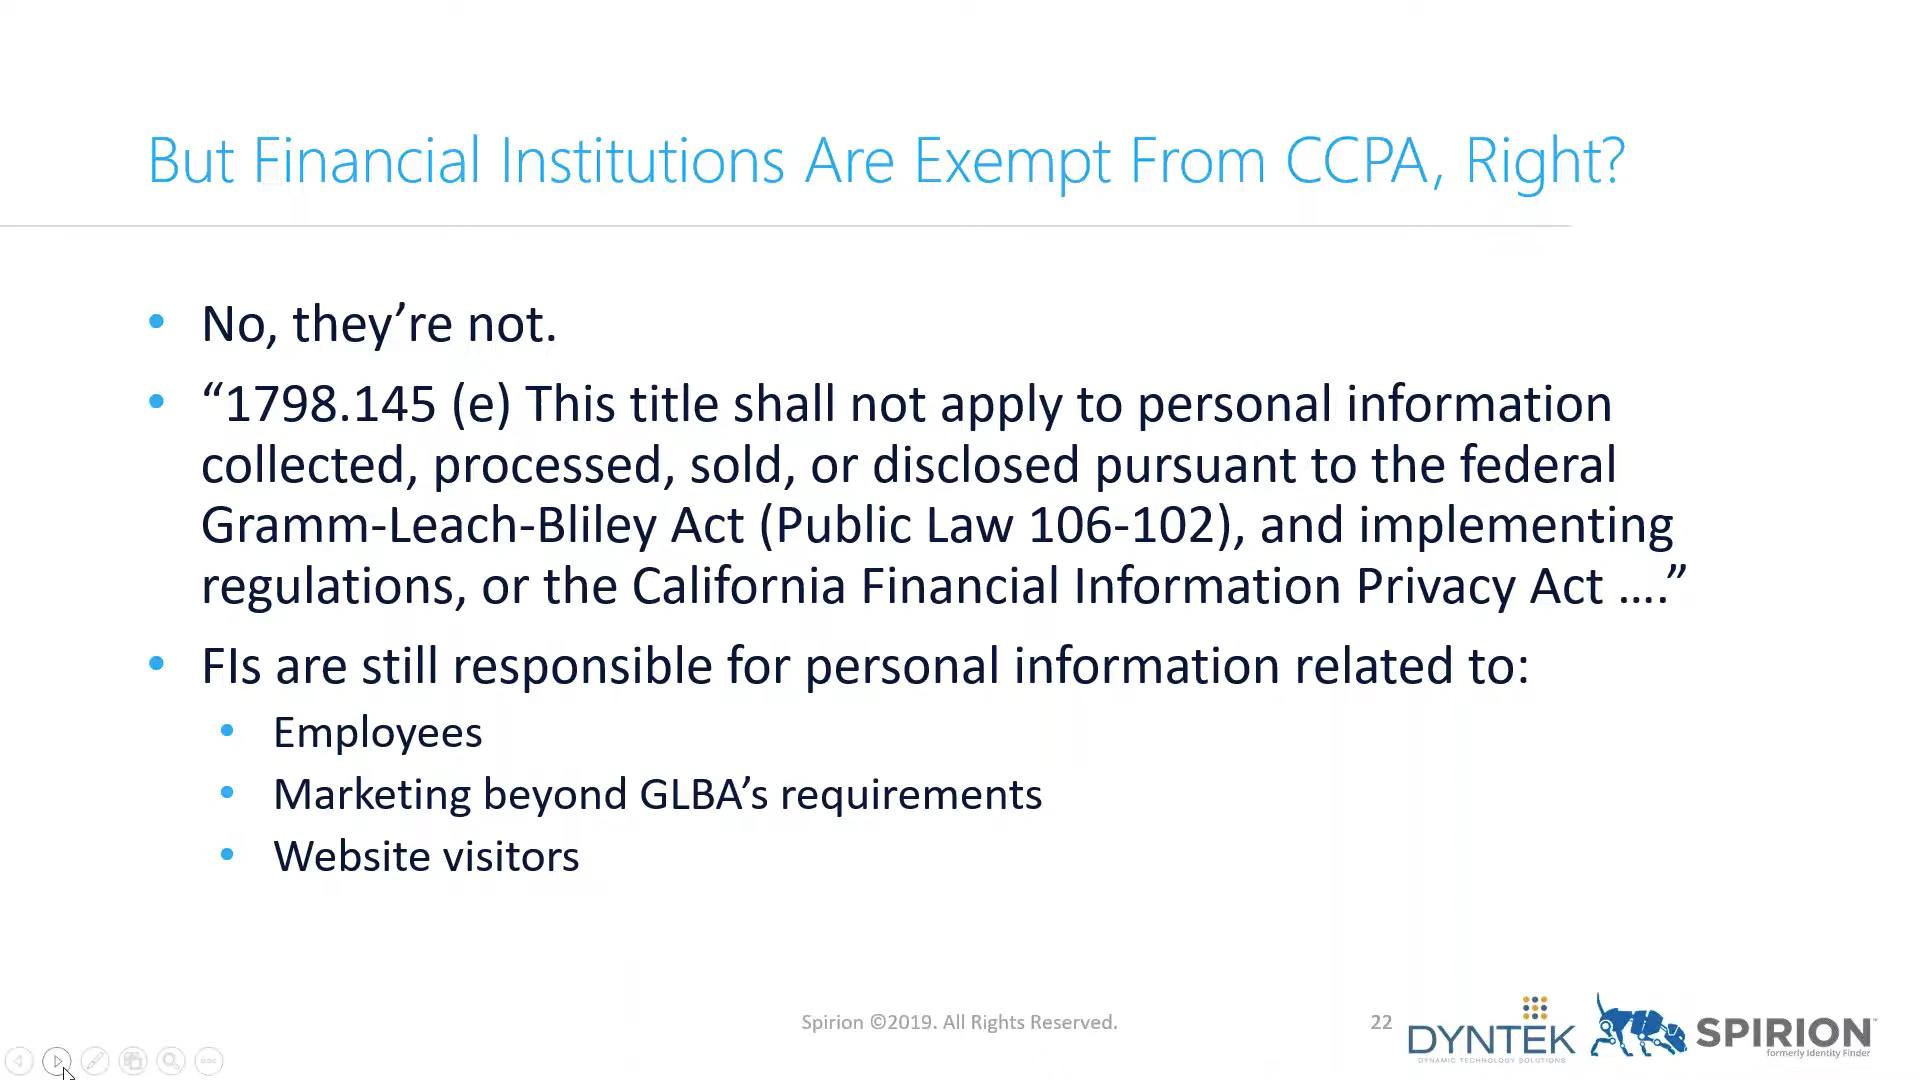 But Financial Institutions Are Exempt From CCPA, Right?
• No, they’re not.
• “1798.145 (e) This title shall not apply to personal information
collected, processed, sold, or disclosed pursuant to the federal
Gramm-Leach-Bliley Act (Public Law 106-102), and implementing
regulations, or the California Financial Information Privacy Act ….”
• FIs are still responsible for personal information related to:
• Employees
• Marketing beyond GLBA’s requirements
• Website visitors
Spirion ©2019. All Rights Reserved.
22
DYNTEK
DYNAMIC TECHNOLOGY SOLUTIONS
SPIRION™
formerly Identity Finder